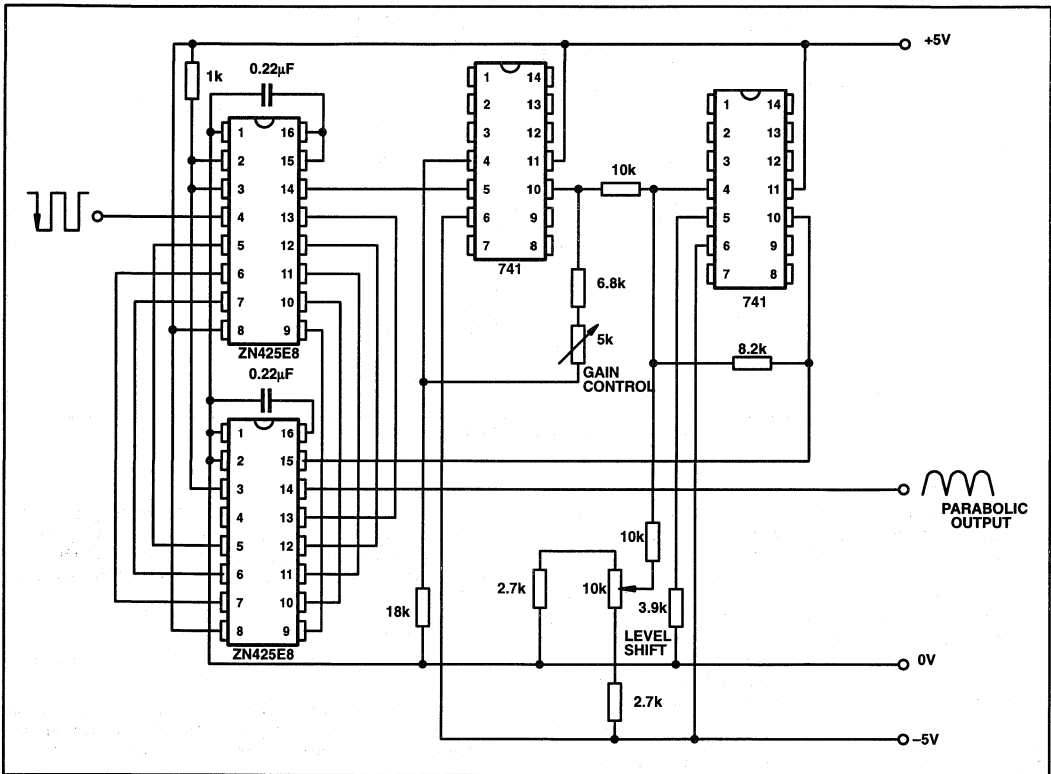 +5V
1k
0.22µF
1 16
2 15
3 14
4 13
5 12
6 11
7 10
8 9
ZN425E8
0.22µF
1 16
2 15
3 14
4 13
5 12
6 11
7 10
8 9
ZN425E8
1 14
2 13
3 12
4 11
5 10
6 9
7 8
741
10k
6.8k
5k
GAIN
CONTROL
1 14
2 13
3 12
4 11
5 10
6 9
7 8
741
8.2k
PARABOLIC
OUTPUT
10k
2.7k
10k
3.9k
18k
LEVEL
SHIFT
0V
2.7k
–5V